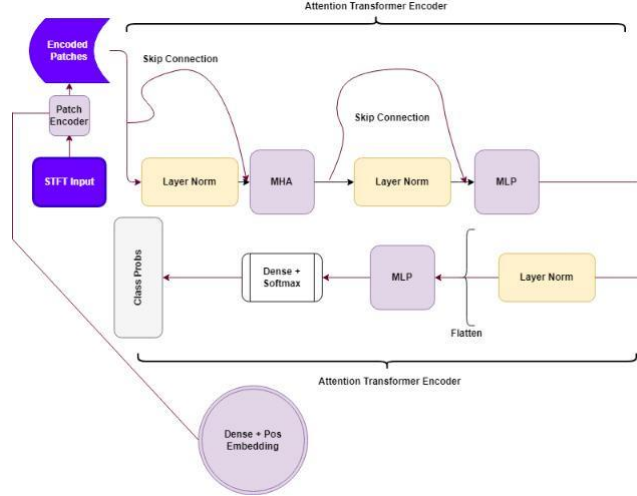 Attention Transformer Encoder
Encoded
Patches
Skip Connection
Patch
Encoder
Skip Connection
STFT Input
Layer Norm
MHA
Layer Norm
MLP
Class Probs
Dense +
Softmax
MLP
Layer Norm
Flatten
Attention Transformer Encoder
Dense + Pos
Embedding